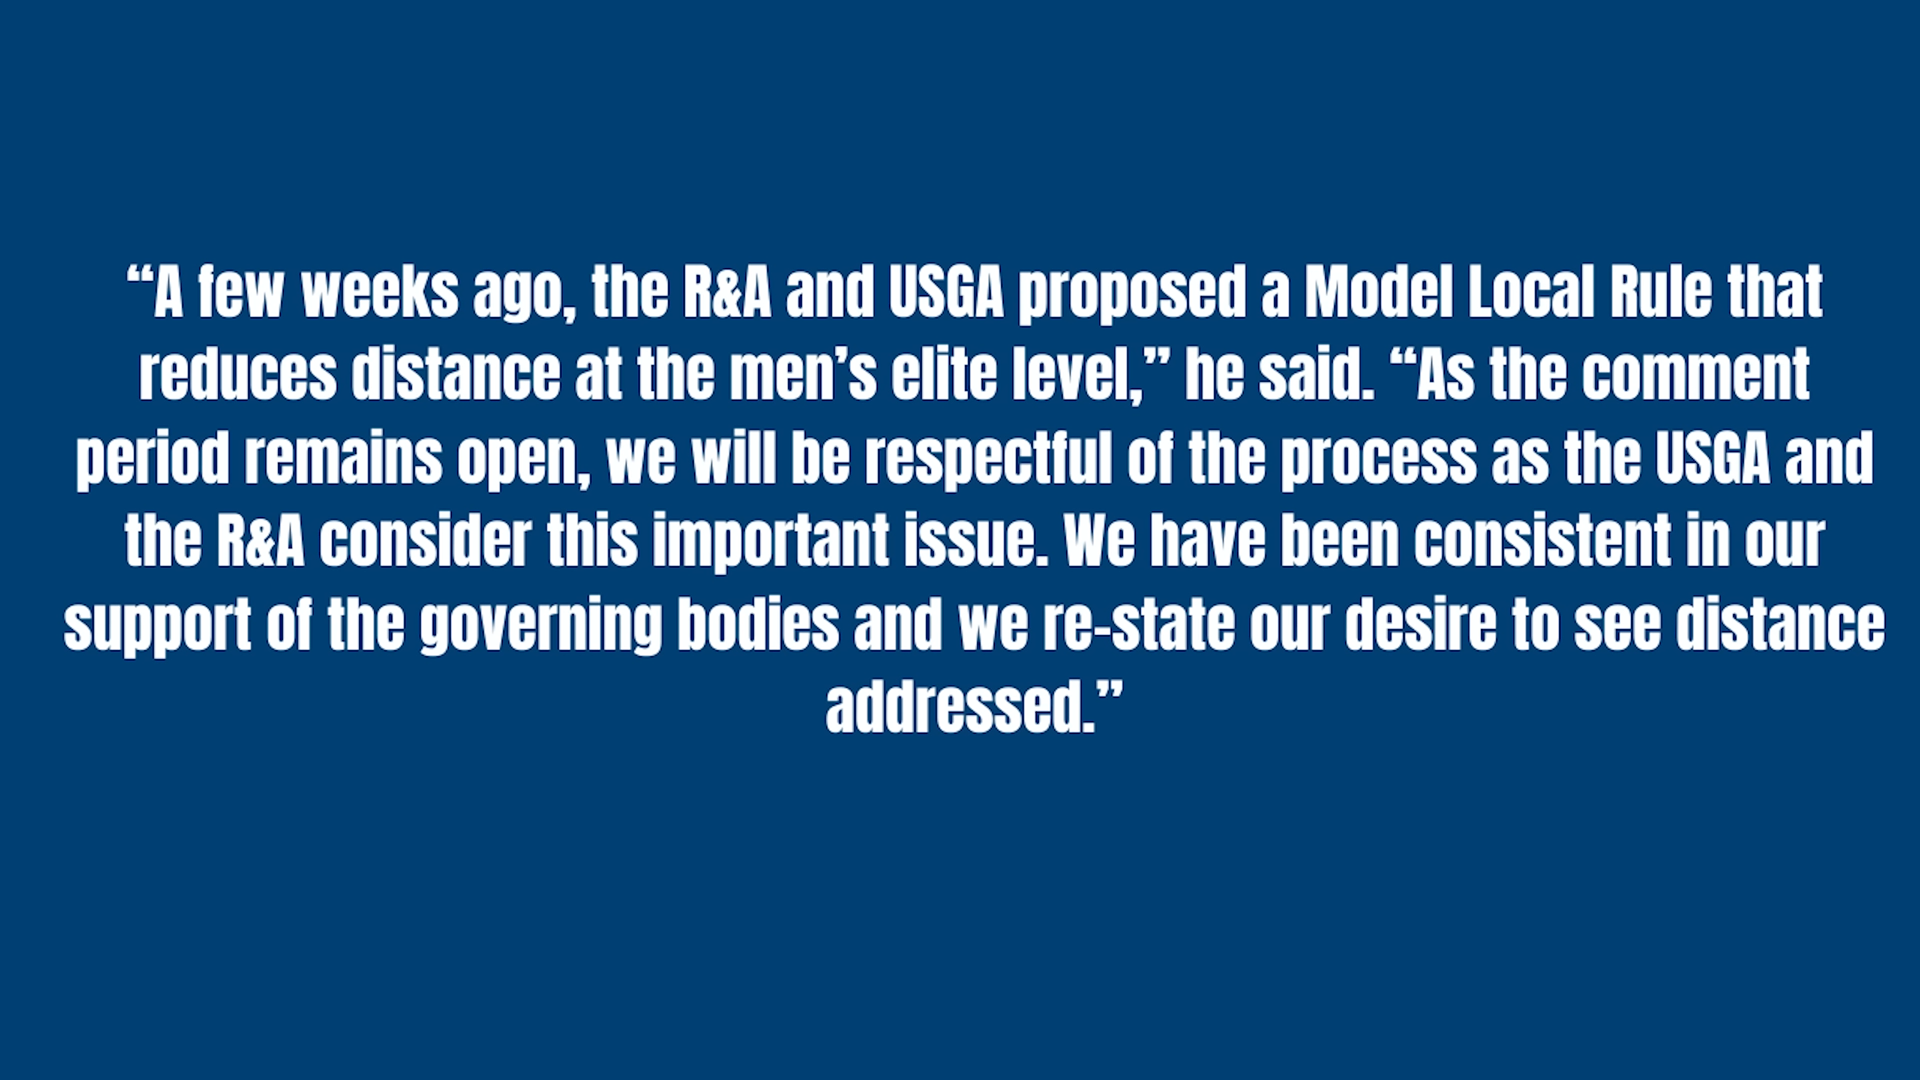 “A few weeks ago, the R&A and USGA proposed a Model Local Rule that
reduces distance at the men’s elite level,” he said. “As the comment
period remains open, we will be respectful of the process as the USGA and
the R&A consider this important issue. We have been consistent in our
support of the governing bodies and we re-state our desire to see distance
addressed.”